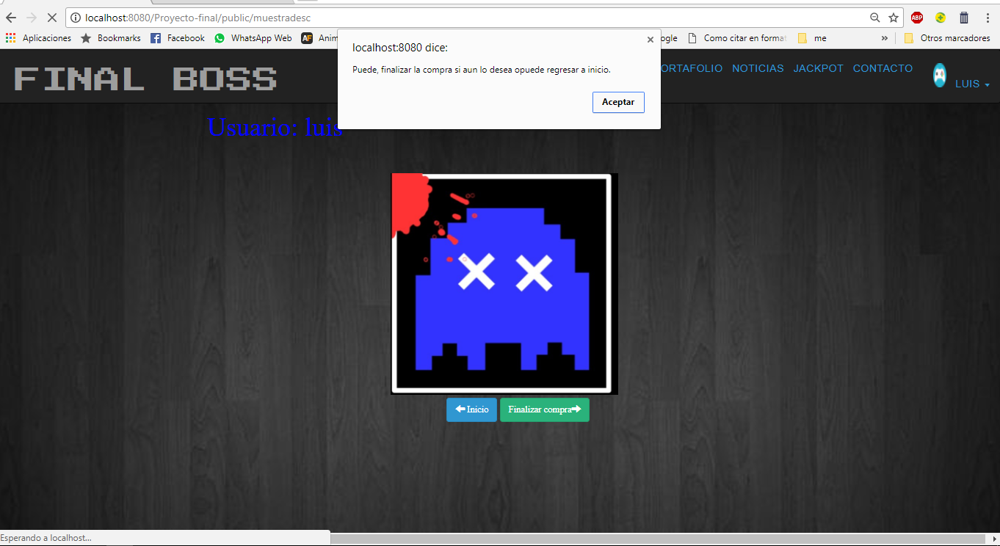 localhost:8080/Proyecto-final/public/muestradesc
Aplicaciones Bookmarks Facebook WhatsApp Web Anim ogle Como citar en format me » Otros marcadores
localhost:8080 dice:
Puede, finalizar la compra si aun lo desea opuede regresar a inicio.
Aceptar
FINAL BOSS
ORTAFOLIO NOTICIAS JACKPOT CONTACTO LUIS
Usuario: luis
Inicio Finalizar compra
Esperando a localhost...